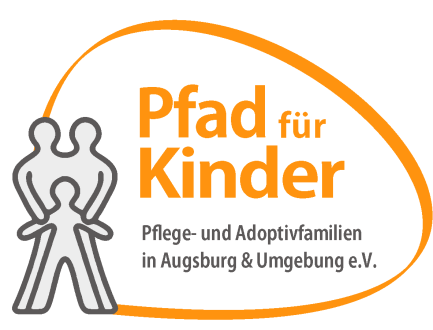 Pfad für
Kinder
Pflege- und Adoptivfamilien
in Augsburg & Umgebung e.V.